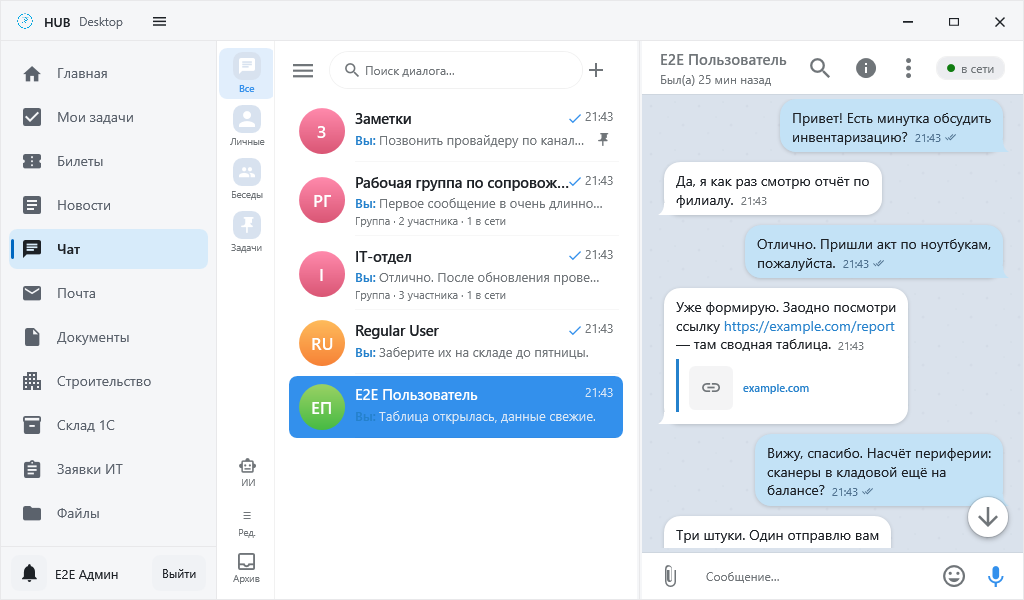 HUB Desktop
Главная
Мои задачи
Билеты
Новости
Чат
Почта
Документы
Строительство
Склад 1С
Заявки ИТ
Файлы
E2E Админ
Выйти
Все
Личные
Беседы
Задачи
ИИ
Ред.
Архив
Поиск диалога...
З
Заметки
21:43
Вы: Позвонить провайдеру по канал...
РГ
Рабочая группа по сопровож...
21:43
Вы: Первое сообщение в очень длинно...
Группа · 2 участника · 1 в сети
I
IT-отдел
21:43
Вы: Отлично. После обновления прове...
Группа · 3 участника · 1 в сети
RU
Regular User
21:43
Вы: Заберите их на складе до пятницы.
ЕП
E2E Пользователь
21:43
Вы: Таблица открылась, данные свежие.
E2E Пользователь
Был(а) 25 мин назад
в сети
Привет! Есть минутка обсудить
инвентаризацию? 21:43
Да, я как раз смотрю отчёт по
филиалу. 21:43
Отлично. Пришли акт по ноутбукам,
пожалуйста. 21:43
Уже формирую. Заодно посмотри
ссылку https://example.com/report
— там сводная таблица. 21:43
example.com
Вижу, спасибо. Насчёт периферии:
сканеры в кладовой ещё на
балансе? 21:43
Три штуки. Один отправлю вам
Сообщение...